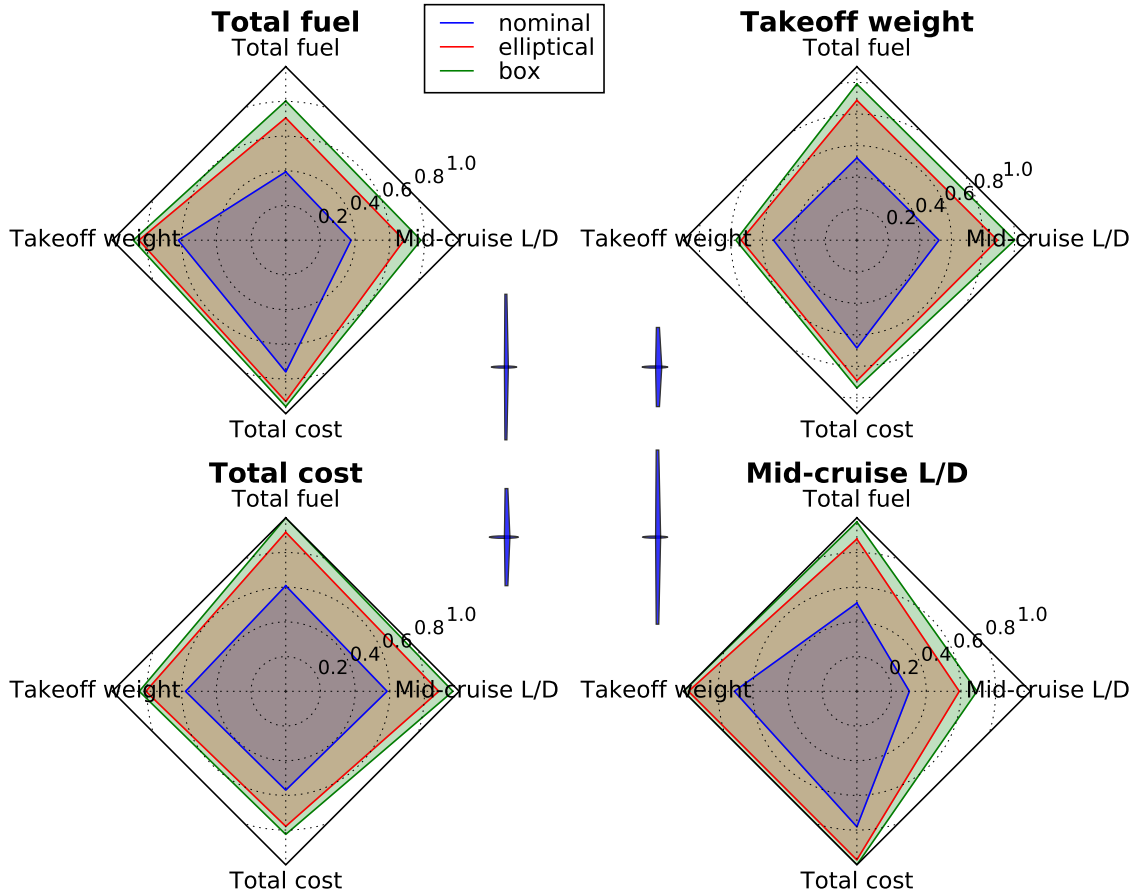 Total fuel
Total fuel
0.2
0.4
0.6
0.8
1.0
Takeoff weight
Mid-cruise L/D
Total cost
nominal
elliptical
box
Takeoff weight
Total fuel
0.2
0.4
0.6
0.8
1.0
Takeoff weight
Mid-cruise L/D
Total cost
Total cost
Total fuel
0.2
0.4
0.6
0.8
1.0
Takeoff weight
Mid-cruise L/D
Total cost
Mid-cruise L/D
Total fuel
0.2
0.4
0.6
0.8
1.0
Takeoff weight
Mid-cruise L/D
Total cost